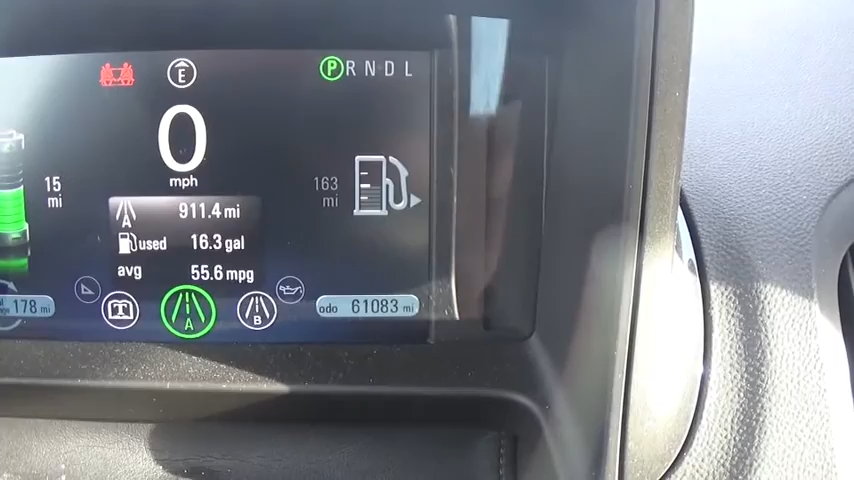 E
P R N D L
0
mph
15
mi
163
mi
A 911.4 mi
used 16.3 gal
avg 55.6 mpg
178 mi
A
B
odo 61083 mi